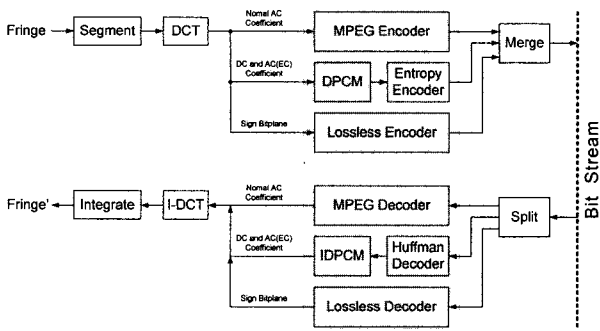 Fringe
Segment
DCT
Nomal AC
Coefficient
MPEG Encoder
Merge
DC and AC(EC)
Coefficient
DPCM
Entropy
Encoder
Sign Bitplane
Lossless Encoder
Bit Stream
Fringe'
Integrate
I-DCT
Nomal AC
Coefficient
MPEG Decoder
Split
DC and AC(EC)
Coefficient
IDPCM
Huffman
Decoder
Sign Bitplane
Lossless Decoder